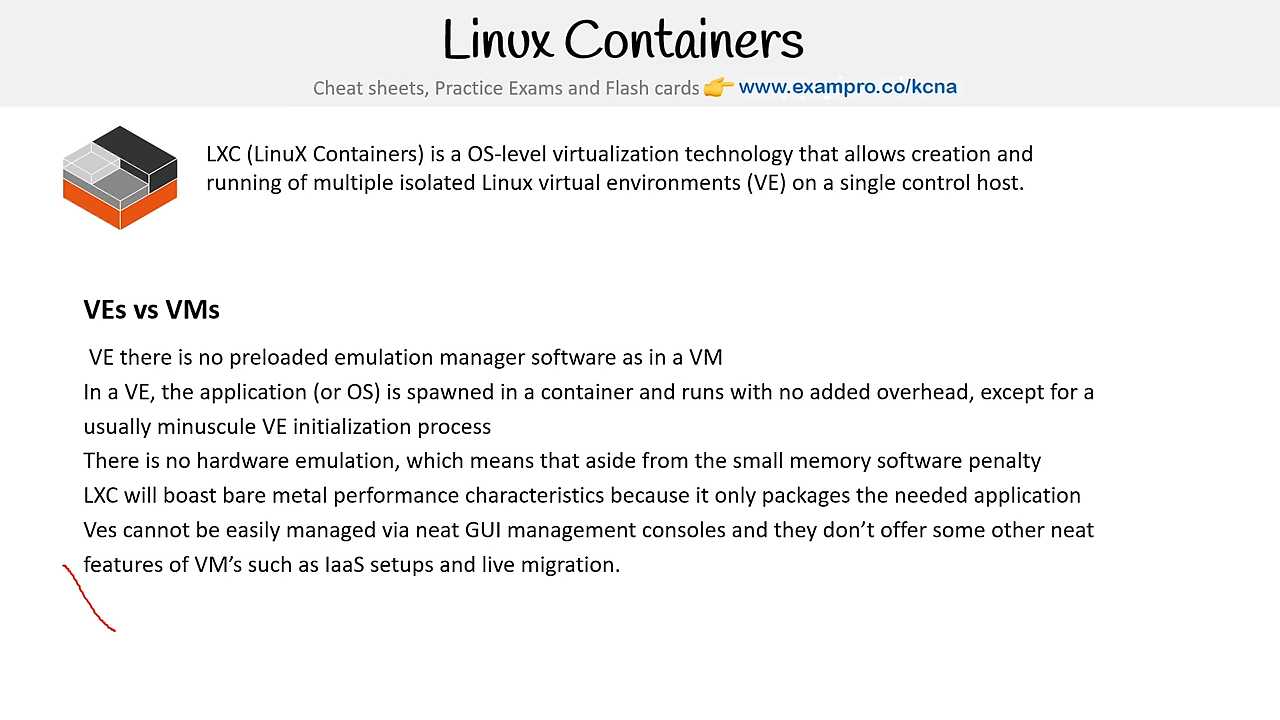 Linux Containers
Cheat sheets, Practice Exams and Flash cards 👉 www.exampro.co/kcna
LXC (LinuX Containers) is a OS-level virtualization technology that allows creation and
running of multiple isolated Linux virtual environments (VE) on a single control host.
VEs vs VMs
VE there is no preloaded emulation manager software as in a VM
In a VE, the application (or OS) is spawned in a container and runs with no added overhead, except for a
usually minuscule VE initialization process
There is no hardware emulation, which means that aside from the small memory software penalty
LXC will boast bare metal performance characteristics because it only packages the needed application
Ves cannot be easily managed via neat GUI management consoles and they don’t offer some other neat
features of VM’s such as IaaS setups and live migration.